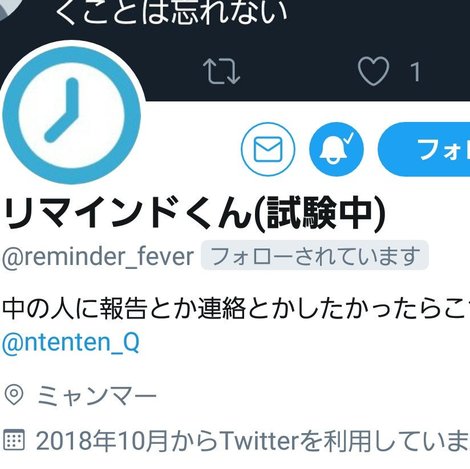 くことは忘れない
1
フォロ
リマインドくん(試験中)
@reminder_fever フォローされています
中の人に報告とか連絡とかしたかったらこ
@ntenten_Q
ミャンマー
2018年10月からTwitterを利用していま